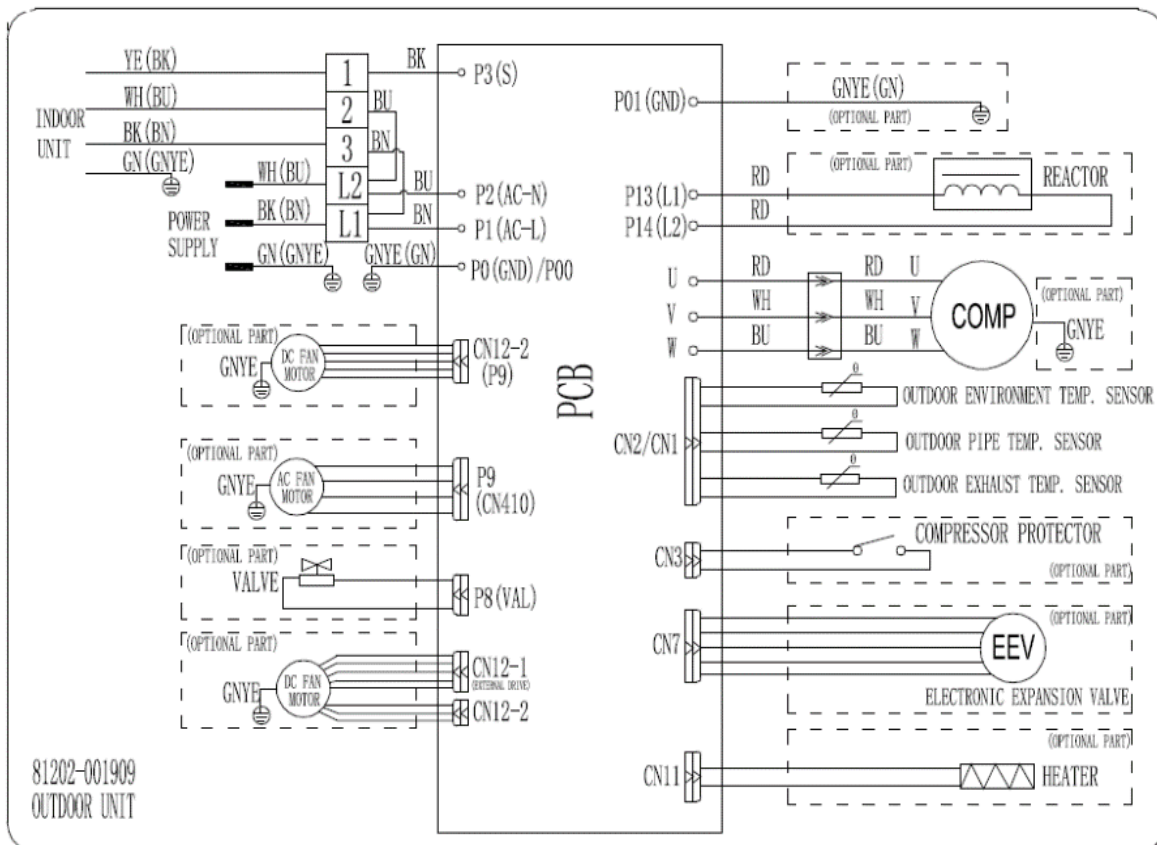 YE(BK)
WH(BU)
INDOOR
UNIT
BK(BN)
GN(GNYE)
1
2
3
L2
L1
BK
BU
BN
BU
BN
WH(BU)
BK(BN)
POWER
SUPPLY
GN(GNYE)
GNYE(GN)
P3(S)
P2(AC-N)
P1(AC-L)
P0(GND)/P00
(OPTIONAL PART)
GNYE
DC FAN
MOTOR
CN12-2
(P9)
(OPTIONAL PART)
GNYE
AC FAN
MOTOR
P9
(CN410)
(OPTIONAL PART)
VALVE
P8(VAL)
(OPTIONAL PART)
GNYE
DC FAN
MOTOR
CN12-1
(EXTERNAL DRIVE)
CN12-2
81202-001909
OUTDOOR UNIT
PCB
P01(GND)
GNYE(GN)
(OPTIONAL PART)
(OPTIONAL PART)
P13(L1)
RD
REACTOR
P14(L2)
RD
U
RD
RD
U
V
WH
WH
V
W
BU
BU
W
COMP
(OPTIONAL PART)
GNYE
CN2/CN1
θ
OUTDOOR ENVIRONMENT TEMP. SENSOR
θ
OUTDOOR PIPE TEMP. SENSOR
θ
OUTDOOR EXHAUST TEMP. SENSOR
CN3
COMPRESSOR PROTECTOR
(OPTIONAL PART)
CN7
(OPTIONAL PART)
EEV
ELECTRONIC EXPANSION VALVE
(OPTIONAL PART)
CN11
HEATER